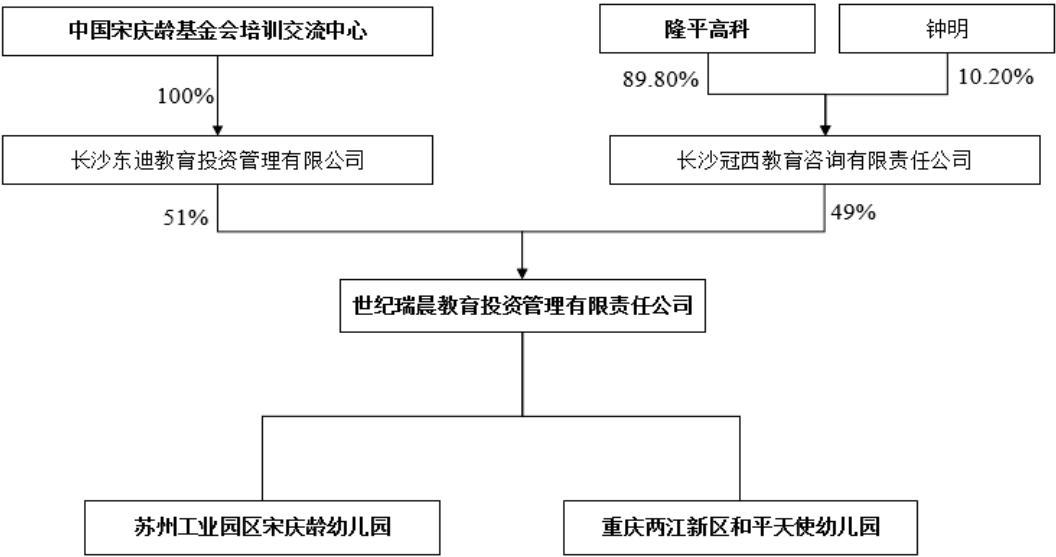 中国宋庆龄基金会培训交流中心
隆平高科
钟明
100%
89.80%
10.20%
长沙东迪教育投资管理有限公司
长沙冠西教育咨询有限责任公司
51%
49%
世纪瑞晨教育投资管理有限责任公司
苏州工业园区宋庆龄幼儿园
重庆两江新区和平天使幼儿园